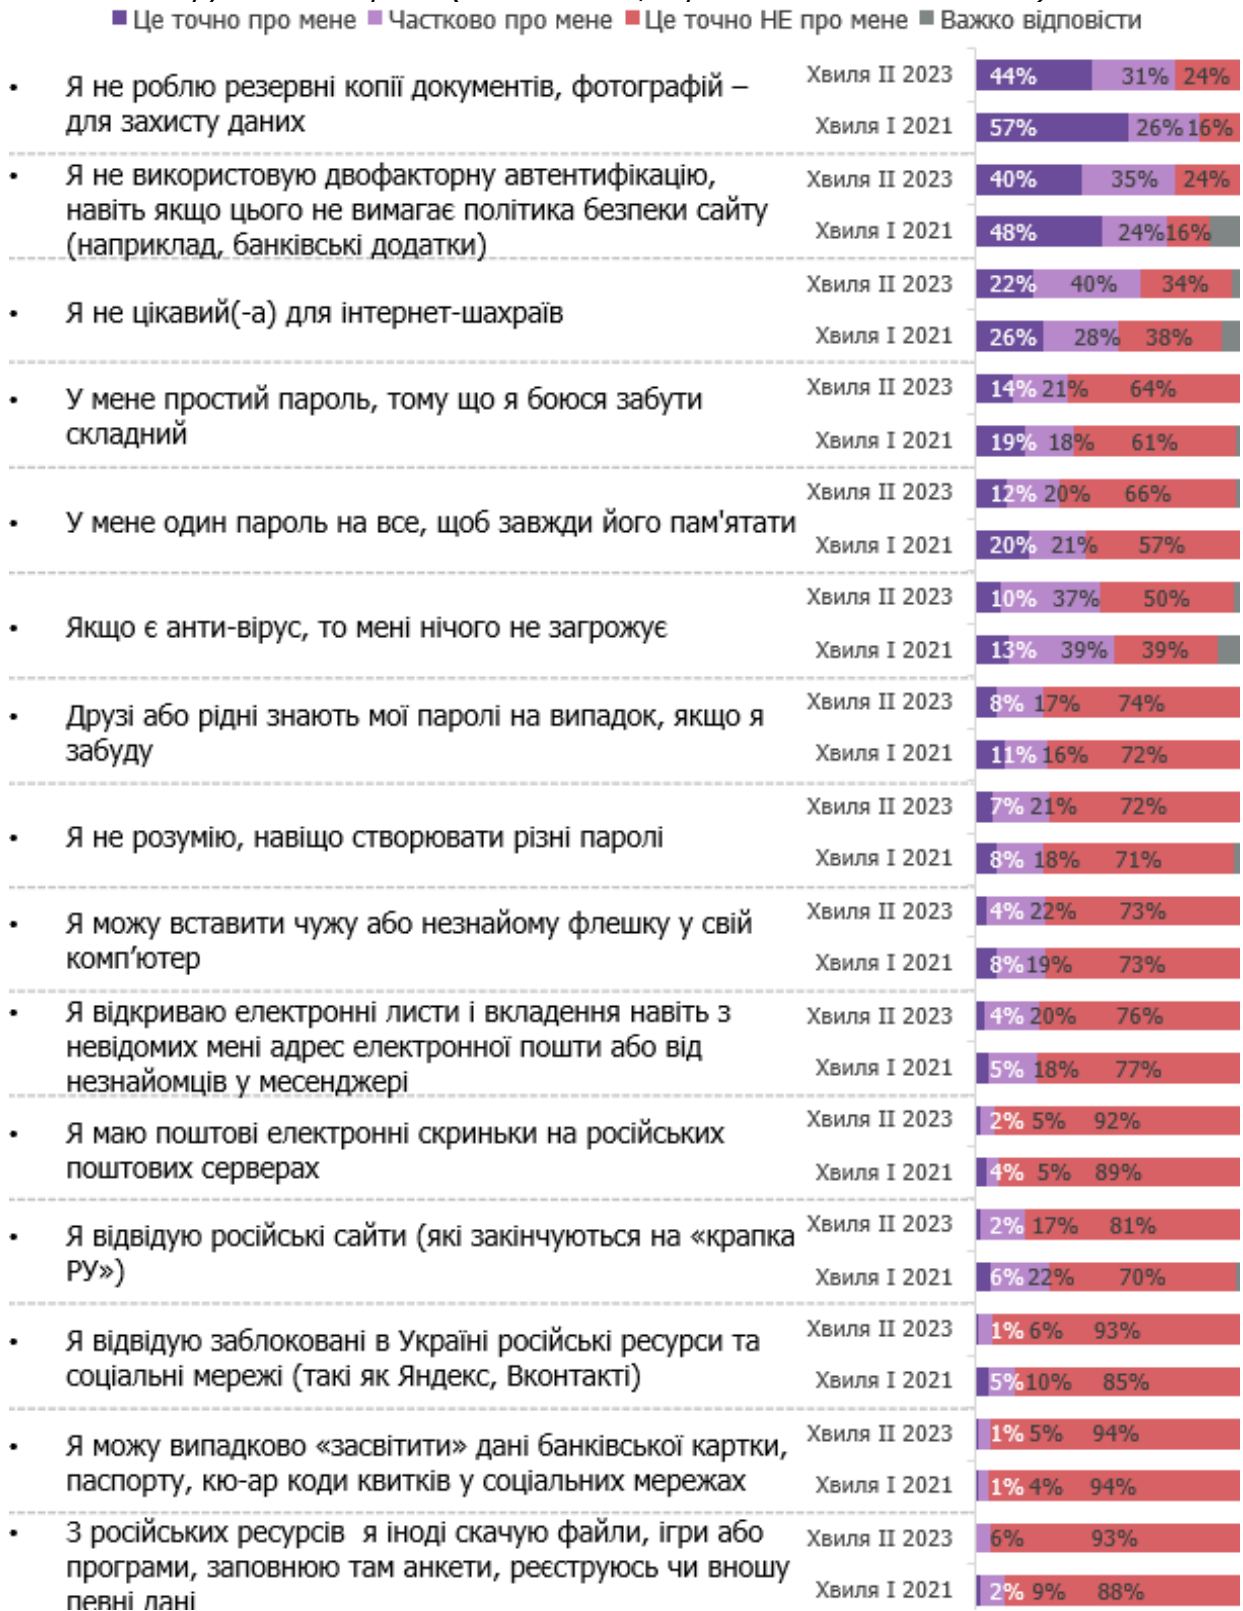 Це точно про мене Частково про мене Це точно НЕ про мене Важко відповісти
• Я не роблю резервні копії документів, фотографій –
для захисту даних
Хвиля II 2023 44% 31% 24%
Хвиля I 2021 57% 26% 16%
• Я не використовую двофакторну автентифікацію,
навіть якщо цього не вимагає політика безпеки сайту
(наприклад, банківські додатки)
Хвиля II 2023 40% 35% 24%
Хвиля I 2021 48% 24% 16%
• Я не цікавий(-а) для інтернет-шахраїв
Хвиля II 2023 22% 40% 34%
Хвиля I 2021 26% 28% 38%
• У мене простий пароль, тому що я боюся забути
складний
Хвиля II 2023 14% 21% 64%
Хвиля I 2021 19% 18% 61%
• У мене один пароль на все, щоб завжди його пам'ятати
Хвиля II 2023 12% 20% 66%
Хвиля I 2021 20% 21% 57%
• Якщо є анти-вірус, то мені нічого не загрожує
Хвиля II 2023 10% 37% 50%
Хвиля I 2021 13% 39% 39%
• Друзі або рідні знають мої паролі на випадок, якщо я
забуду
Хвиля II 2023 8% 17% 74%
Хвиля I 2021 11% 16% 72%
• Я не розумію, навіщо створювати різні паролі
Хвиля II 2023 7% 21% 72%
Хвиля I 2021 8% 18% 71%
• Я можу вставити чужу або незнайому флешку у свій
комп’ютер
Хвиля II 2023 4% 22% 73%
Хвиля I 2021 8% 19% 73%
• Я відкриваю електронні листи і вкладення навіть з
невідомих мені адрес електронної пошти або від
незнайомців у месенджері
Хвиля II 2023 4% 20% 76%
Хвиля I 2021 5% 18% 77%
• Я маю поштові електронні скриньки на російських
поштових серверах
Хвиля II 2023 2% 5% 92%
Хвиля I 2021 4% 5% 89%
• Я відвідую російські сайти (які закінчуються на «крапка
РУ»)
Хвиля II 2023 2% 17% 81%
Хвиля I 2021 6% 22% 70%
• Я відвідую заблоковані в Україні російські ресурси та
соціальні мережі (такі як Яндекс, Вконтакті)
Хвиля II 2023 1% 6% 93%
Хвиля I 2021 5% 10% 85%
• Я можу випадково «засвітити» дані банківської картки,
паспорту, кю-ар коди квитків у соціальних мережах
Хвиля II 2023 1% 5% 94%
Хвиля I 2021 1% 4% 94%
• З російських ресурсів я іноді скачую файли, ігри або
програми, заповнюю там анкети, реєструюсь чи вношу
певні дані
Хвиля II 2023 6% 93%
Хвиля I 2021 2% 9% 88%